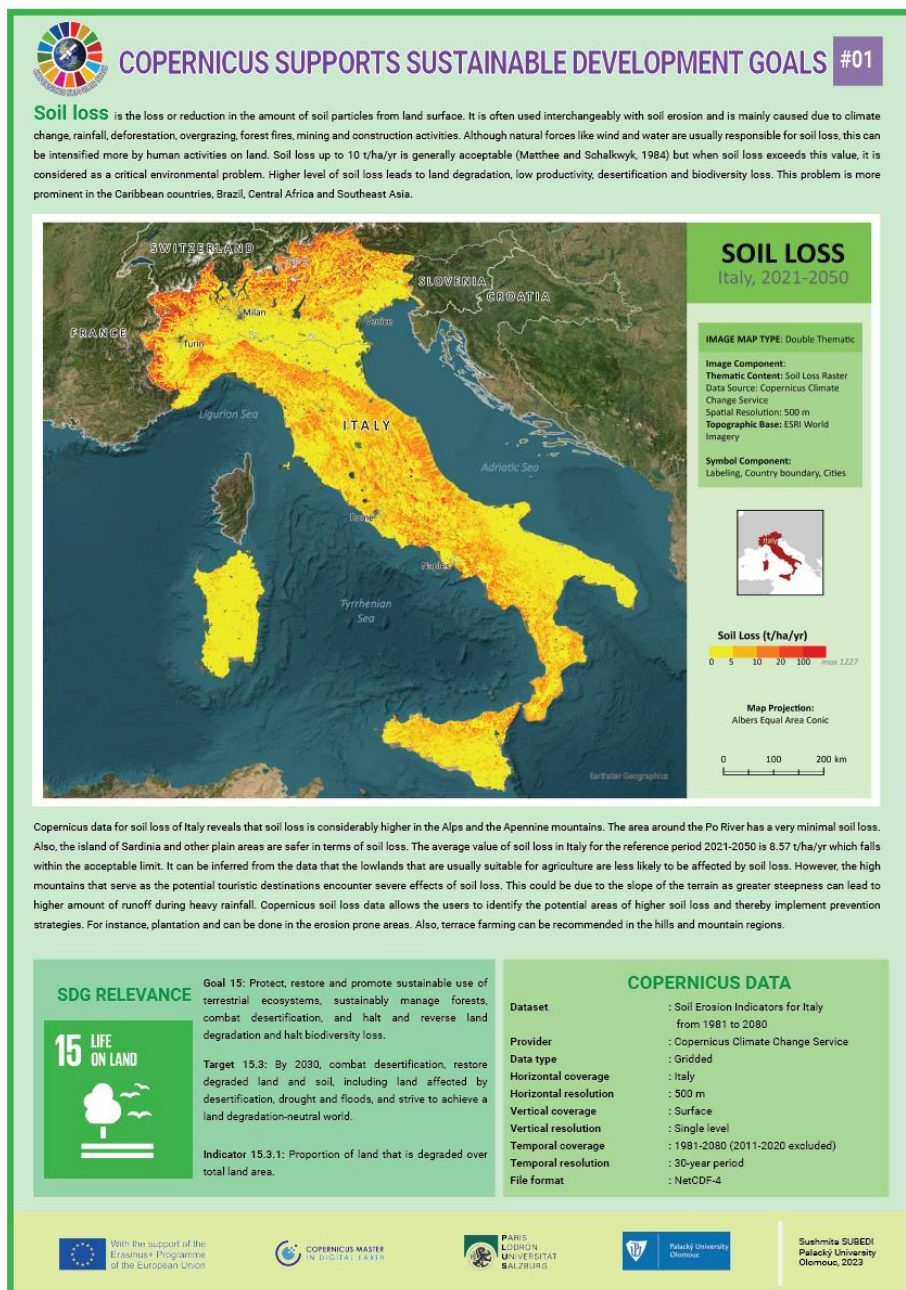 COPERNICUS SUPPORTS SUSTAINABLE DEVELOPMENT GOALS #01
Soil loss is the loss or reduction in the amount of soil particles from land surface. It is often used interchangeably with soil erosion and is mainly caused due to climate
change, rainfall, deforestation, overgrazing, forest fires, mining and construction activities. Although natural forces like wind and water are usually responsible for soil loss, this can
be intensified more by human activities on land. Soil loss up to 10 t/ha/yr is generally acceptable (Matthee and Schalkwyk, 1984) but when soil loss exceeds this value, it is
considered as a critical environmental problem. Higher level of soil loss leads to land degradation, low productivity, desertification and biodiversity loss. This problem is more
prominent in the Caribbean countries, Brazil, Central Africa and Southeast Asia.
SWITZERLAND
SLOVENIA
CROATIA
FRANCE
Milan
Venice
Turin
Ligurian Sea
ITALY
Adriatic Sea
Rome
Naples
Tyrrhenian
Sea
Earthstar Geographics
SOIL LOSS
Italy, 2021-2050
IMAGE MAP TYPE: Double Thematic
Image Component:
Thematic Content: Soil Loss Raster
Data Source: Copernicus Climate
Change Service
Spatial Resolution: 500 m
Topographic Base: ESRI World
Imagery
Symbol Component:
Labeling, Country boundary, Cities
Italy
Soil Loss (t/ha/yr)
0 5 10 20 100 max 1227
Map Projection:
Albers Equal Area Conic
0 100 200 km
Copernicus data for soil loss of Italy reveals that soil loss is considerably higher in the Alps and the Apennine mountains. The area around the Po River has a very minimal soil loss.
Also, the island of Sardinia and other plain areas are safer in terms of soil loss. The average value of soil loss in Italy for the reference period 2021-2050 is 8.57 t/ha/yr which falls
within the acceptable limit. It can be inferred from the data that the lowlands that are usually suitable for agriculture are less likely to be affected by soil loss. However, the high
mountains that serve as the potential touristic destinations encounter severe effects of soil loss. This could be due to the slope of the terrain as greater steepness can lead to
higher amount of runoff during heavy rainfall. Copernicus soil loss data allows the users to identify the potential areas of higher soil loss and thereby implement prevention
strategies. For instance, plantation and can be done in the erosion prone areas. Also, terrace farming can be recommended in the hills and mountain regions.
SDG RELEVANCE
15 LIFE
ON LAND
Goal 15: Protect, restore and promote sustainable use of
terrestrial ecosystems, sustainably manage forests,
combat desertification, and halt and reverse land
degradation and halt biodiversity loss.
Target 15.3: By 2030, combat desertification, restore
degraded land and soil, including land affected by
desertification, drought and floods, and strive to achieve a
land degradation-neutral world.
Indicator 15.3.1: Proportion of land that is degraded over
total land area.
COPERNICUS DATA
Dataset : Soil Erosion Indicators for Italy
from 1981 to 2080
Provider : Copernicus Climate Change Service
Data type : Gridded
Horizontal coverage : Italy
Horizontal resolution : 500 m
Vertical coverage : Surface
Vertical resolution : Single level
Temporal coverage : 1981-2080 (2011-2020 excluded)
Temporal resolution : 30-year period
File format : NetCDF-4
With the support of the
Erasmus+ Programme
of the European Union
COPERNICUS MASTER
IN DIGITAL EARTH
PARIS
LODRON
UNIVERSITÄT
SALZBURG
Palacký University
Olomouc
Sushmita SUBEDI
Palacký University
Olomouc, 2023